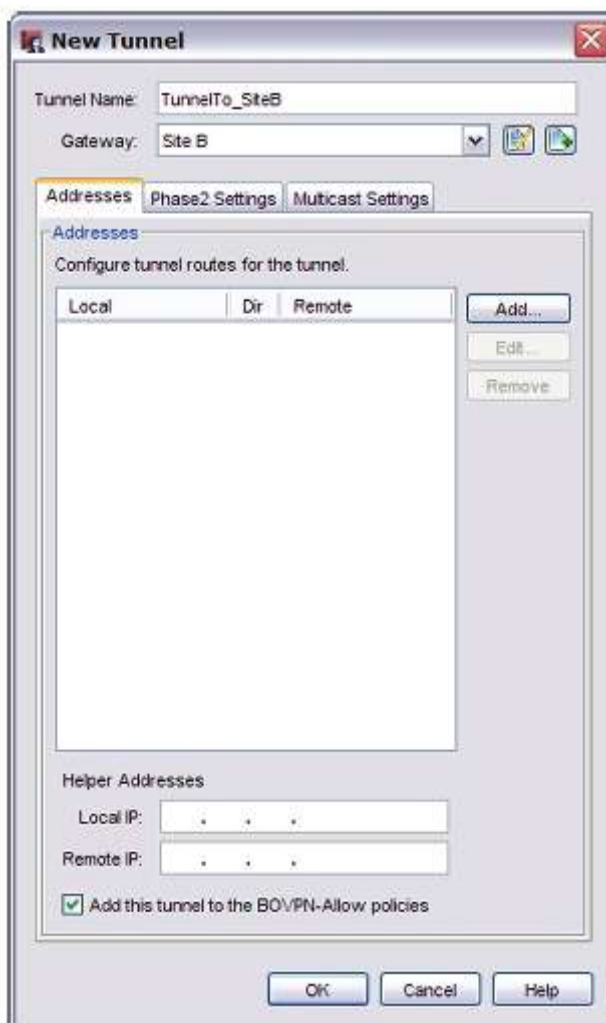 New Tunnel
Tunnel Name: TunnelTo_SiteB
Gateway: Site B
Addresses Phase2 Settings Multicast Settings
Addresses
Configure tunnel routes for the tunnel.
Local Dir Remote
Add...
Edit...
Remove
Helper Addresses
Local IP: . . .
Remote IP: . . .
Add this tunnel to the BOVPN-Allow policies
OK Cancel Help